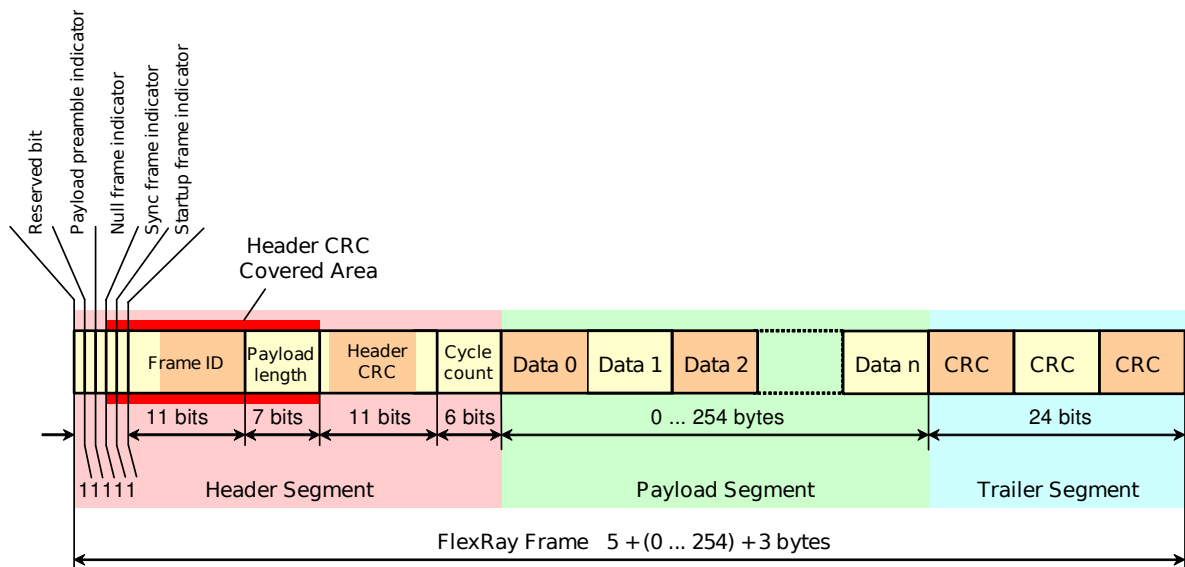 Reserved bit
Payload preamble indicator
Null frame indicator
Sync frame indicator
Startup frame indicator
Header CRC
Covered Area
Frame ID
Payload
length
Header
CRC
Cycle
count
Data 0
Data 1
Data 2
Data n
CRC
CRC
CRC
11 bits
7 bits
11 bits
6 bits
0 ... 254 bytes
24 bits
11111
Header Segment
Payload Segment
Trailer Segment
FlexRay Frame 5 + (0 ... 254) + 3 bytes